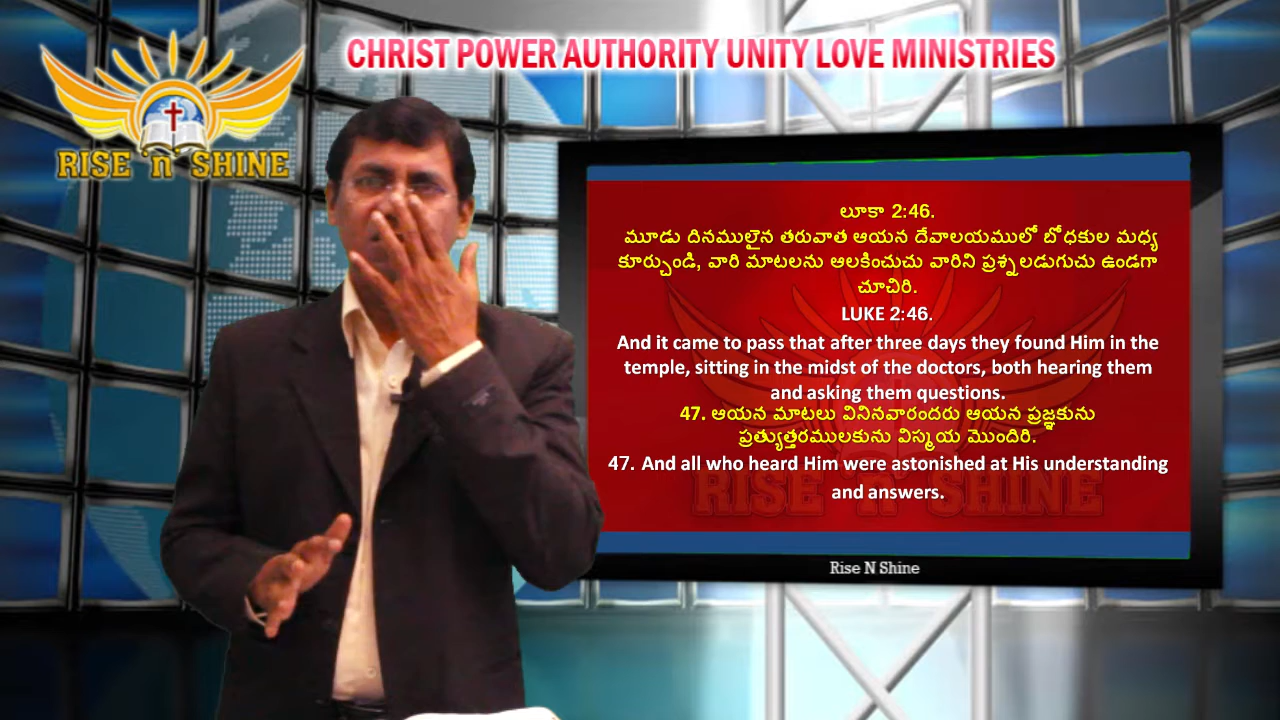 CHRIST POWER AUTHORITY UNITY LOVE MINISTRIES
RISE 'n' SHINE
లూకా 2:46.
మూడు దినములైన తరువాత ఆయన దేవాలయములో బోధకుల మధ్య
కూర్చుండి, వారి మాటలను ఆలకించుచు వారిని ప్రశ్నలడుగుచు ఉండగా
చూచిరి.
LUKE 2:46.
And it came to pass that after three days they found Him in the
temple, sitting in the midst of the doctors, both hearing them
and asking them questions.
47. ఆయన మాటలు వినినవారందరు ఆయన ప్రజ్ఞకును
ప్రత్యుత్తరములకును విస్మయ మొందిరి.
47. And all who heard Him were astonished at His understanding
and answers.
RISE 'n' SHINE
Rise N Shine